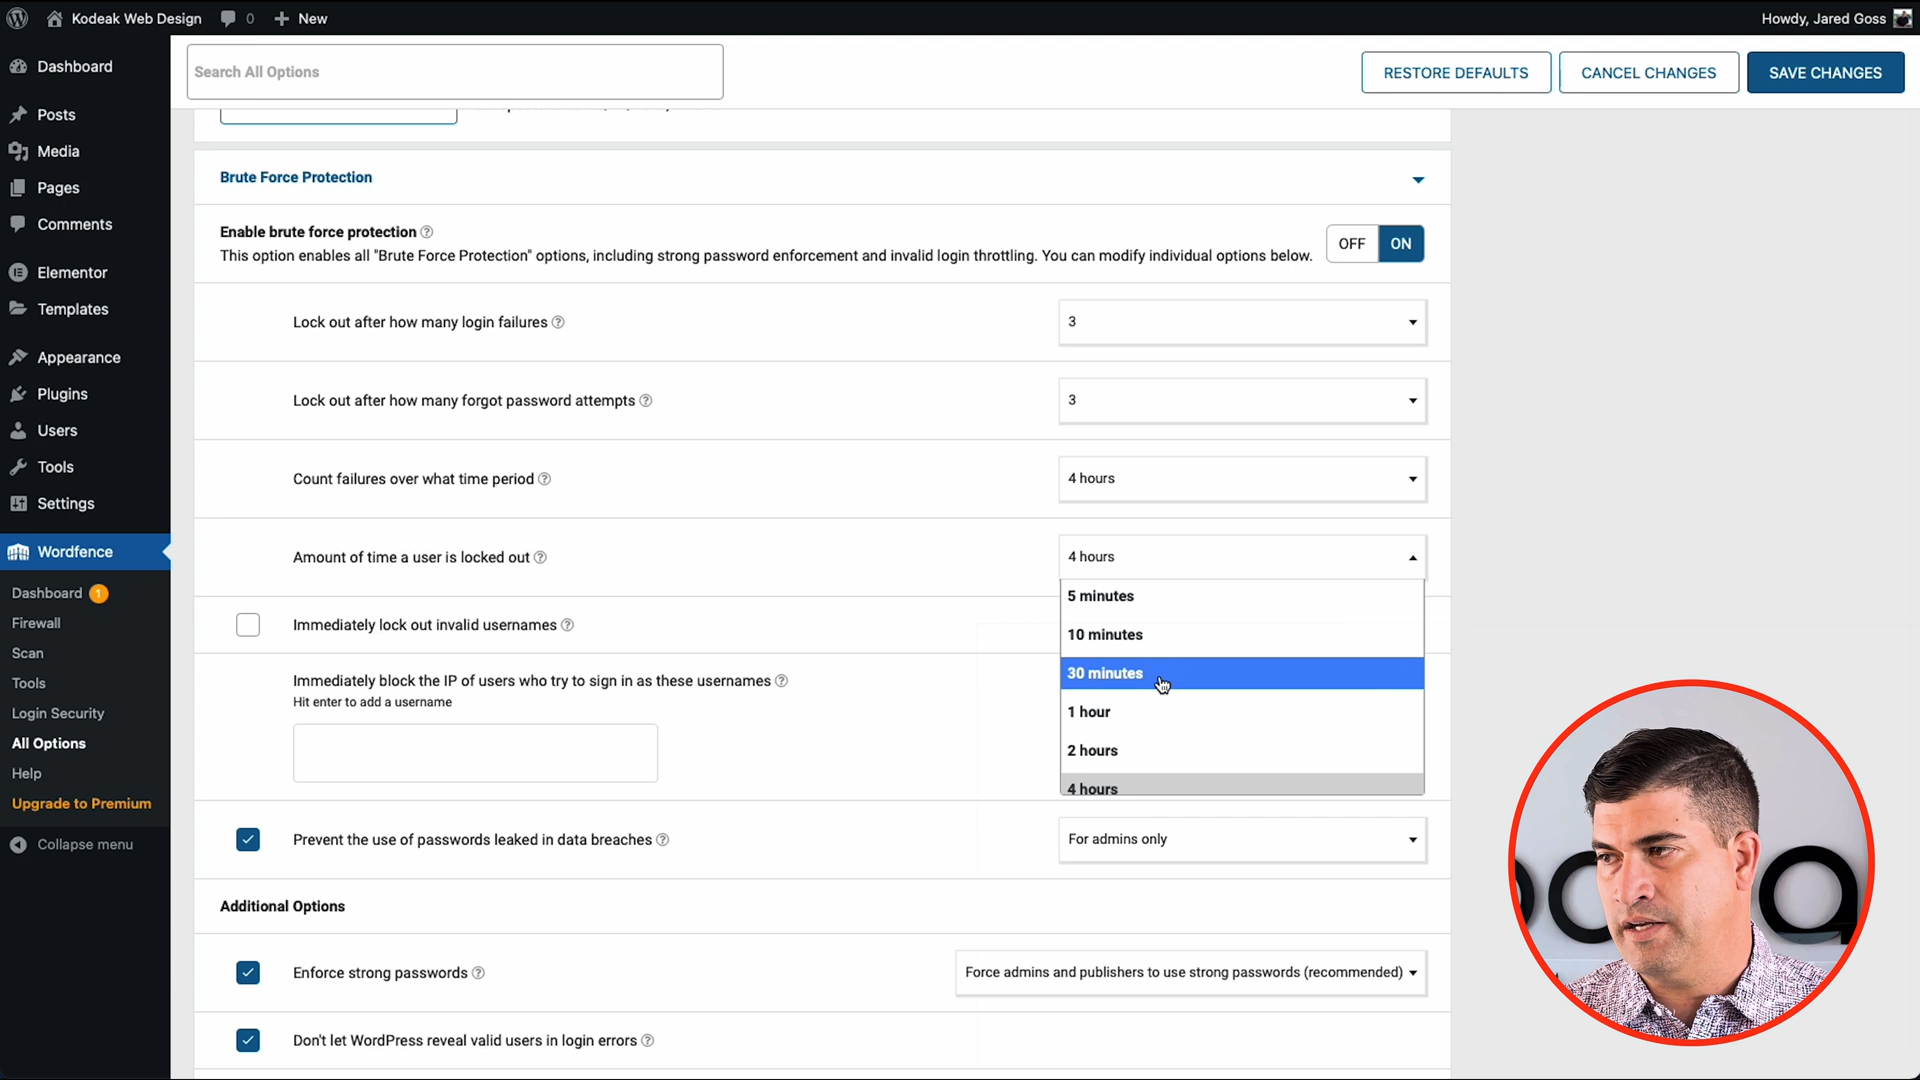 Kodeak Web Design
0
New
Howdy, Jared Goss
Dashboard
Posts
Media
Pages
Comments
Elementor
Templates
Appearance
Plugins
Users
Tools
Settings
Wordfence
Dashboard 1
Firewall
Scan
Tools
Login Security
All Options
Help
Upgrade to Premium
Collapse menu
Search All Options
RESTORE DEFAULTS
CANCEL CHANGES
SAVE CHANGES
Brute Force Protection
Enable brute force protection
This option enables all "Brute Force Protection" options, including strong password enforcement and invalid login throttling. You can modify individual options below.
OFF
ON
Lock out after how many login failures
3
Lock out after how many forgot password attempts
3
Count failures over what time period
4 hours
Amount of time a user is locked out
4 hours
5 minutes
10 minutes
30 minutes
1 hour
2 hours
4 hours
Immediately lock out invalid usernames
Immediately block the IP of users who try to sign in as these usernames
Hit enter to add a username
Prevent the use of passwords leaked in data breaches
For admins only
Additional Options
Enforce strong passwords
Force admins and publishers to use strong passwords (recommended)
Don't let WordPress reveal valid users in login errors